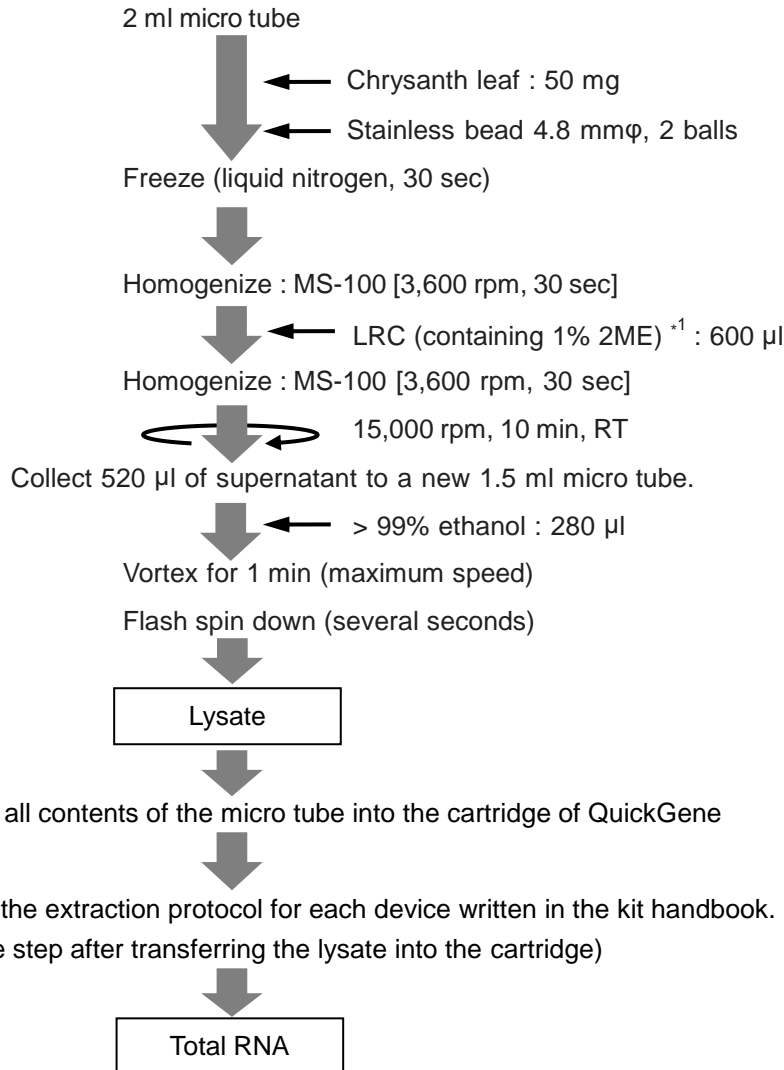 2 ml micro tube
Chrysanth leaf : 50 mg
Stainless bead 4.8 mmφ, 2 balls
Freeze (liquid nitrogen, 30 sec)
Homogenize : MS-100 [3,600 rpm, 30 sec]
LRC (containing 1% 2ME) *1 : 600 µl
Homogenize : MS-100 [3,600 rpm, 30 sec]
15,000 rpm, 10 min, RT
Collect 520 µl of supernatant to a new 1.5 ml micro tube.
> 99% ethanol : 280 µl
Vortex for 1 min (maximum speed)
Flash spin down (several seconds)
Lysate
all contents of the micro tube into the cartridge of QuickGene
the extraction protocol for each device written in the kit handbook.
step after transferring the lysate into the cartridge)
Total RNA